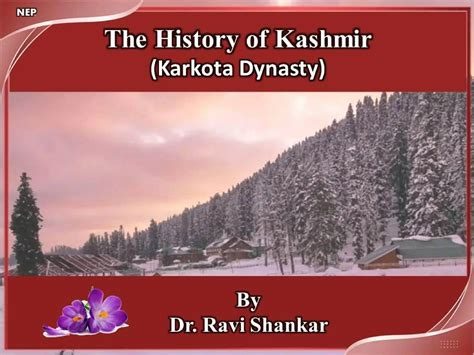 NEP
The History of Kashmir
(Karkota Dynasty)
By
Dr. Ravi Shankar